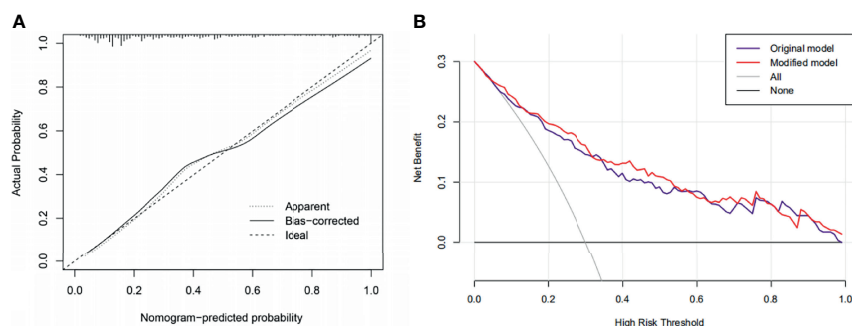 A
Actual Probability
1.0
0.8
0.6
0.4
0.2
0.0
Apparent
Bas-corrected
Iceal
0.0 0.2 0.4 0.6 0.8 1.0
Nomogram-predicted probability
B
Original model
Modified model
All
None
Net Benefit
0.3
0.2
0.1
0.0
0.0 0.2 0.4 0.6 0.8 1.0
High Risk Threshold